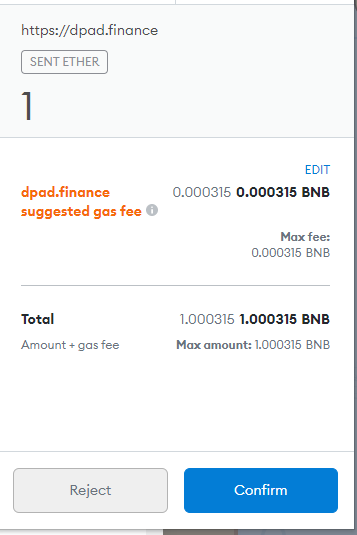 https://dpad.finance
SENT ETHER
1
EDIT
dpad.finance 0.000315 0.000315 BNB
suggested gas fee
Max fee:
0.000315 BNB
Total 1.000315 1.000315 BNB
Amount + gas fee Max amount: 1.000315 BNB
Reject Confirm